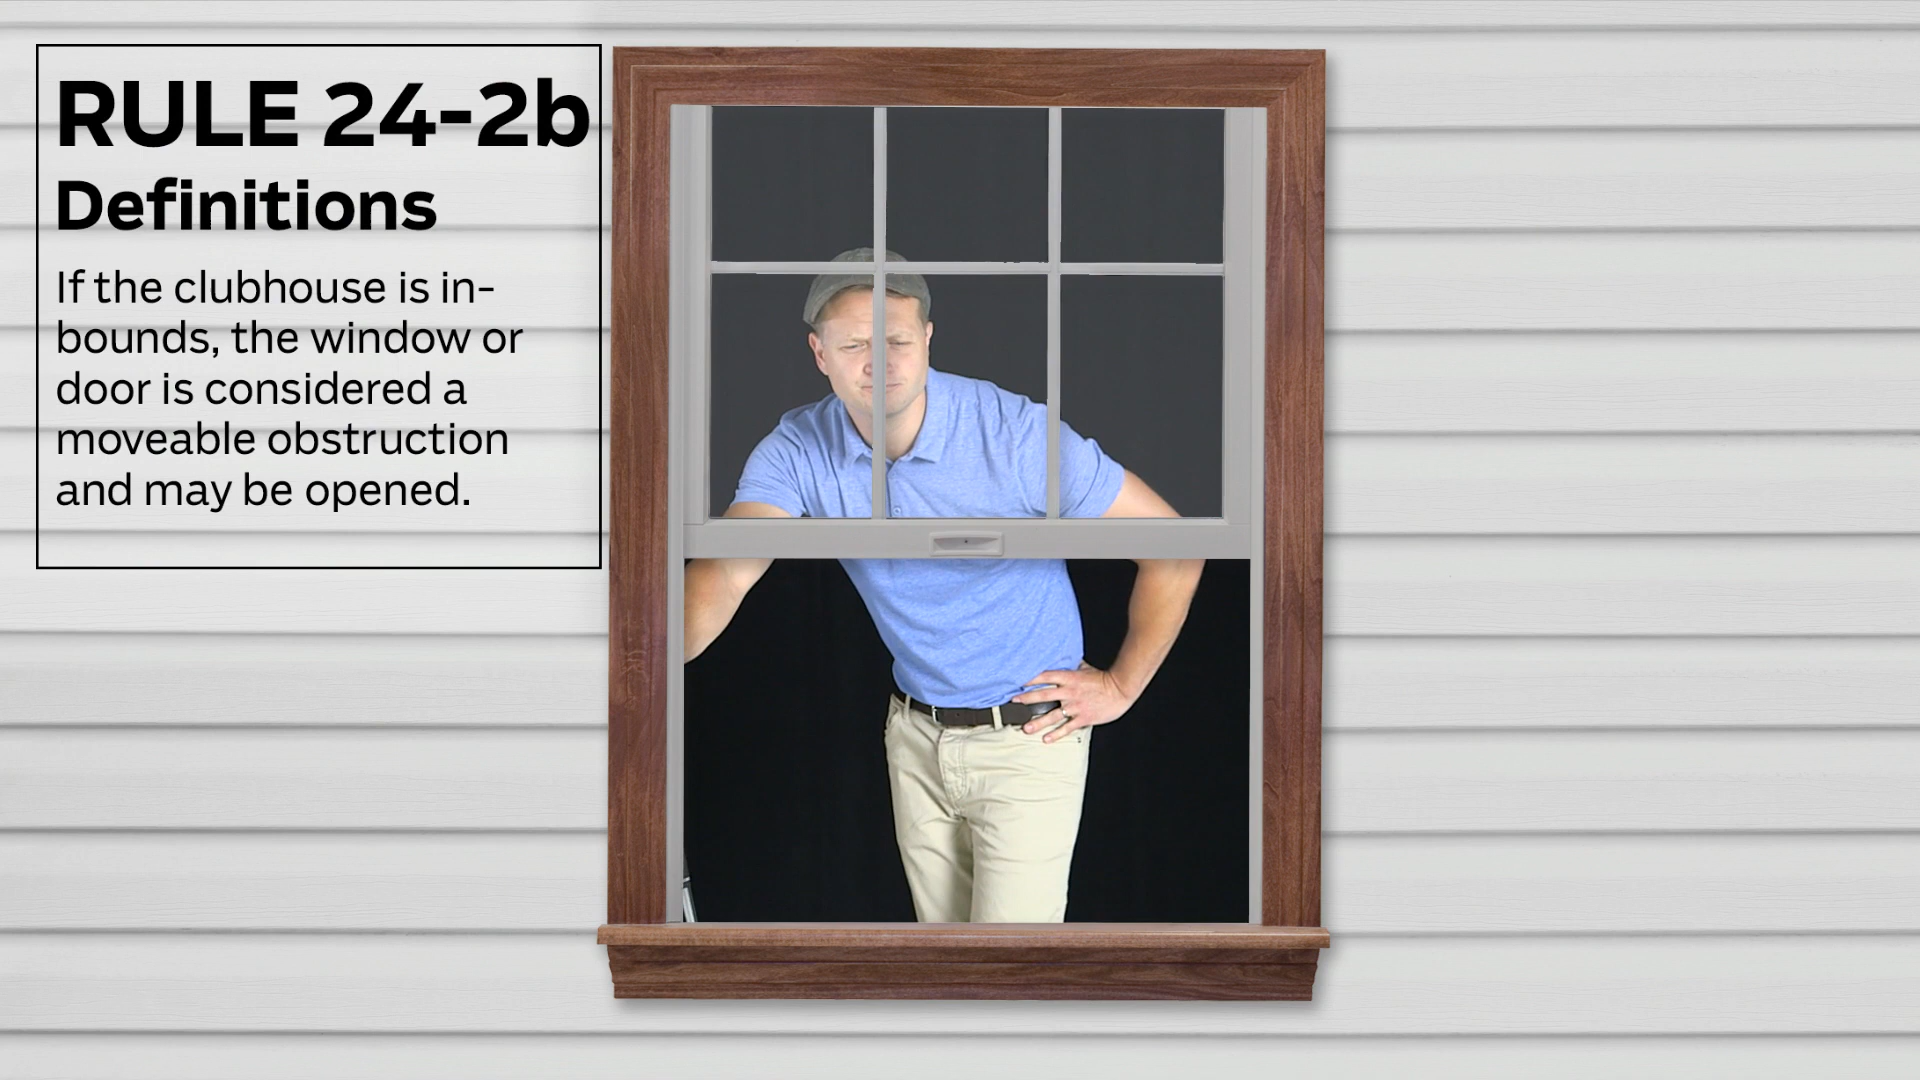 RULE 24-2b
Definitions
If the clubhouse is in-
bounds, the window or
door is considered a
moveable obstruction
and may be opened.